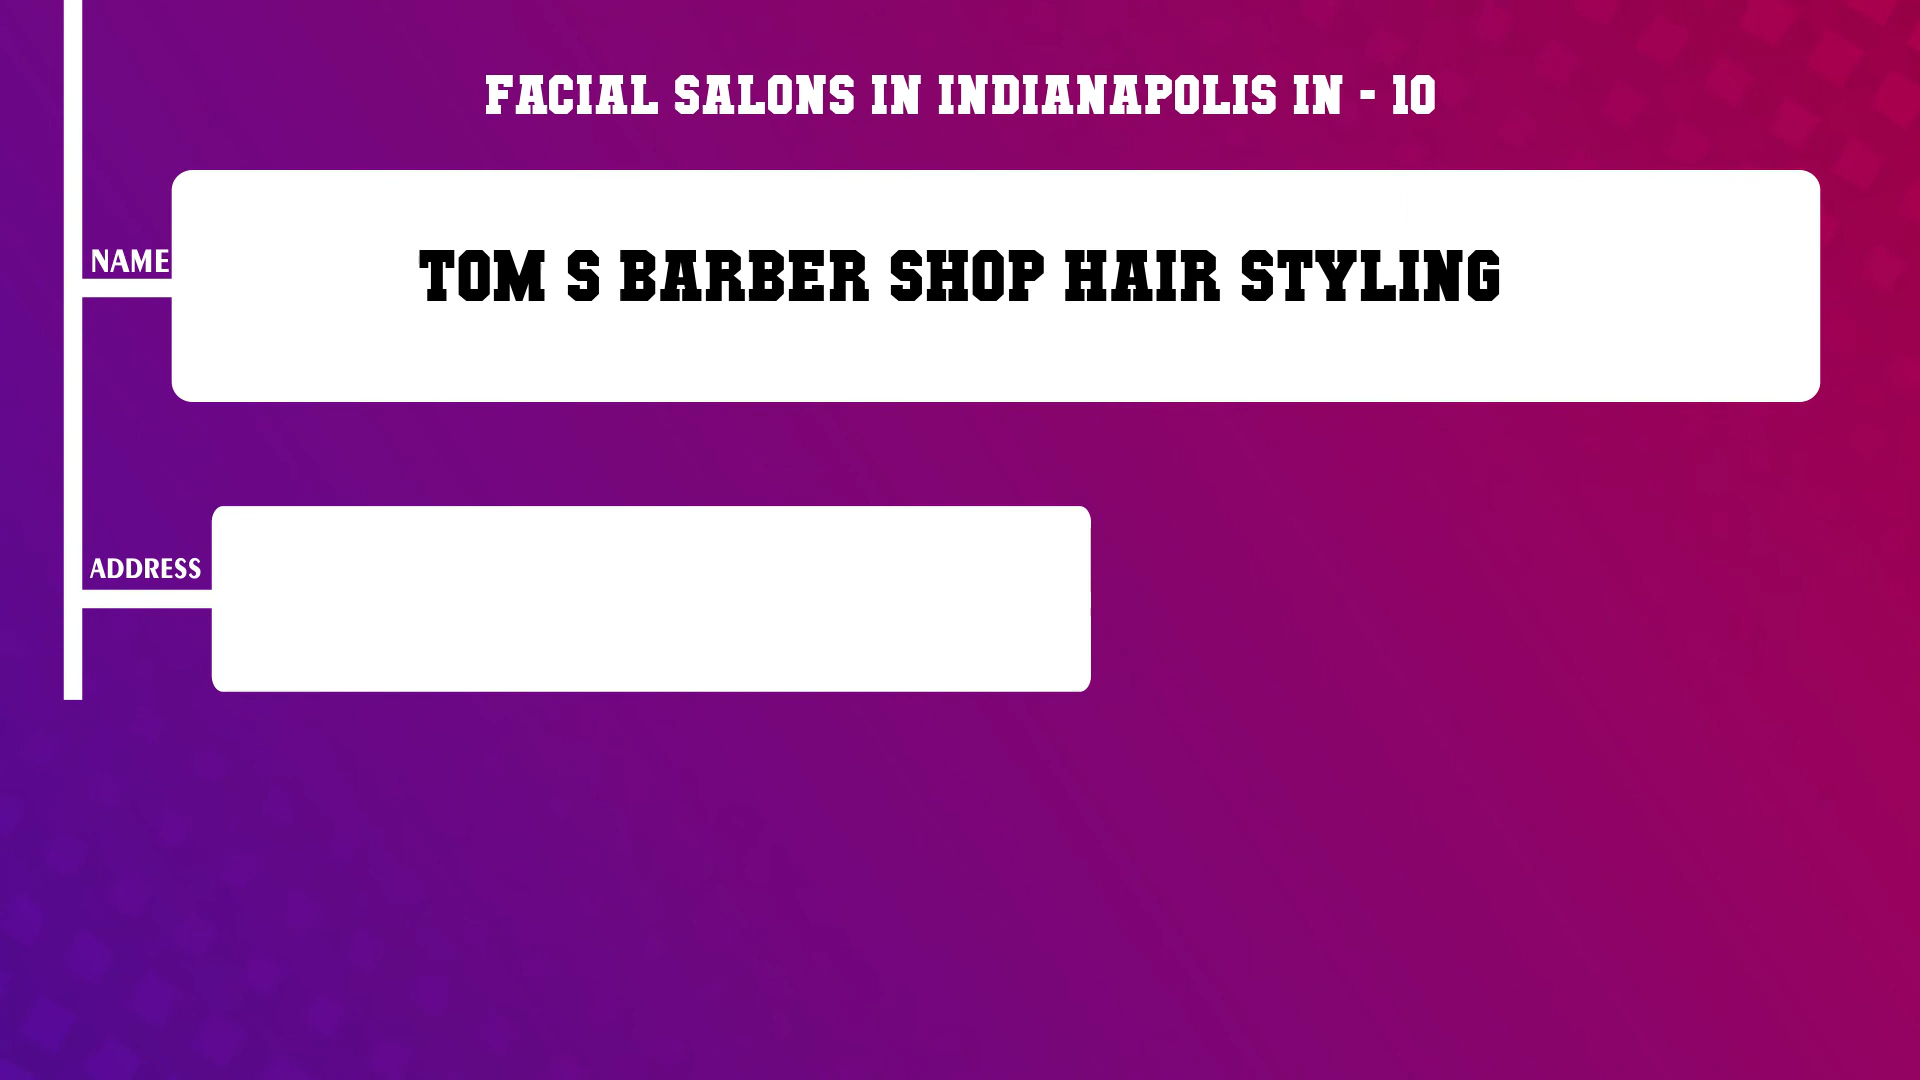 FACIAL SALONS IN INDIANAPOLIS IN - 10
NAME
TOM S BARBER SHOP HAIR STYLING
ADDRESS